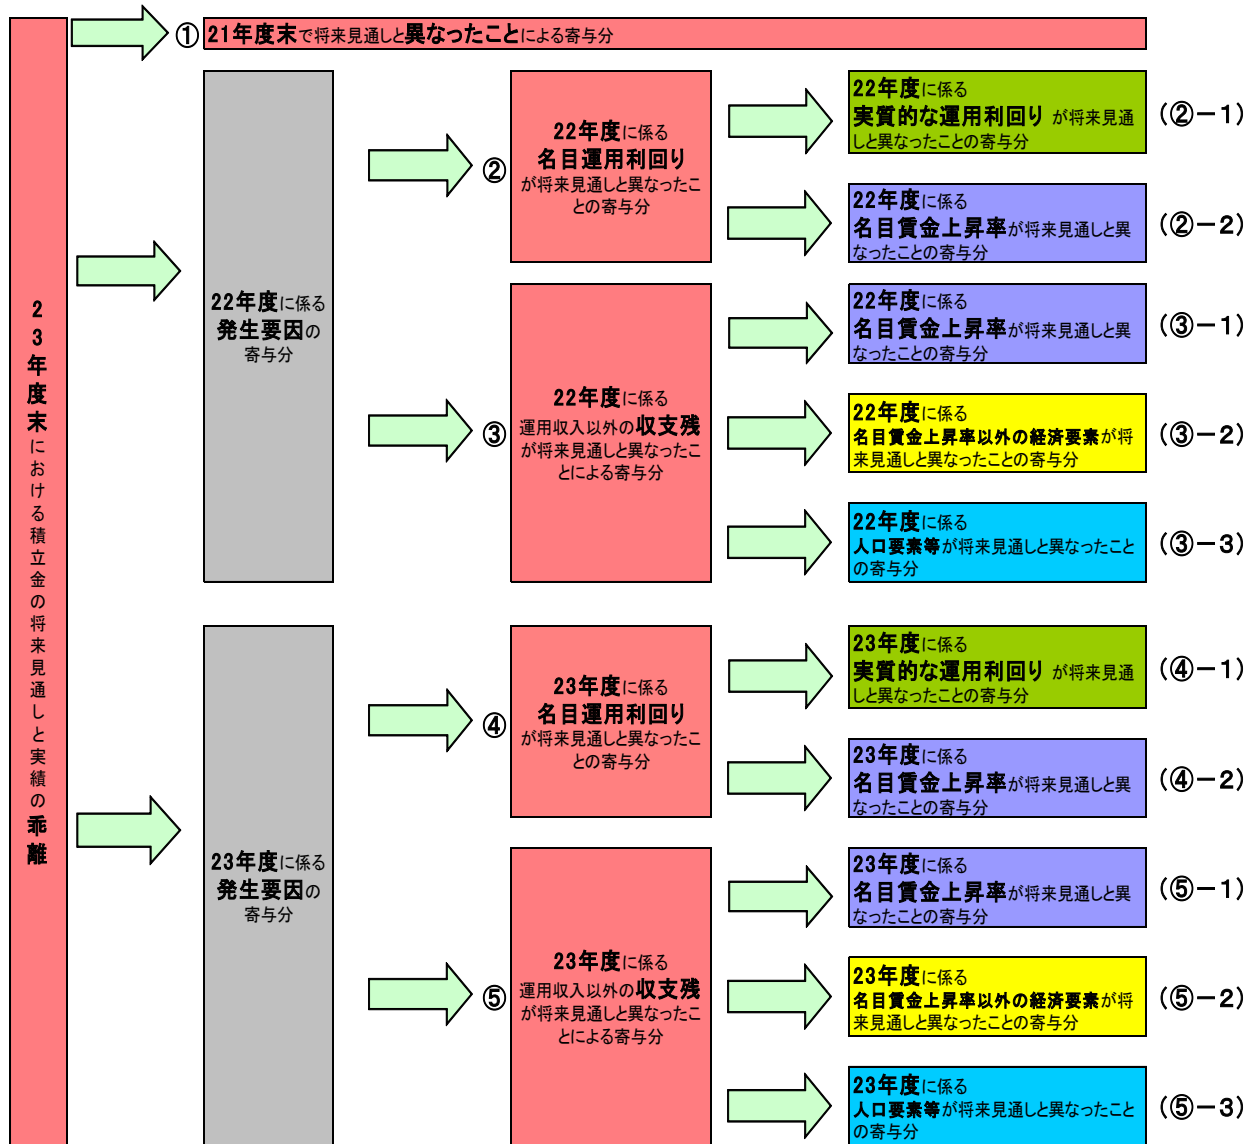 ① 21年度末で将来見通しと異なったことによる寄与分
23年度末における積立金の将来見通しと実績の乖離
22年度に係る
発生要因の
寄与分
②
22年度に係る
名目運用利回り
が将来見通しと異なったこ
との寄与分
22年度に係る
実質的な運用利回り が将来見通
しと異なったことの寄与分
(②－1)
22年度に係る
名目賃金上昇率が将来見通しと異
なったことの寄与分
(②－2)
③
22年度に係る
運用収入以外の収支残
が将来見通しと異なったこ
とによる寄与分
22年度に係る
名目賃金上昇率が将来見通しと異
なったことの寄与分
(③－1)
22年度に係る
名目賃金上昇率以外の経済要素が将
来見通しと異なったことの寄与分
(③－2)
22年度に係る
人口要素等が将来見通しと異なったこと
の寄与分
(③－3)
23年度に係る
発生要因の
寄与分
④
23年度に係る
名目運用利回り
が将来見通しと異なったこ
との寄与分
23年度に係る
実質的な運用利回り が将来見通
しと異なったことの寄与分
(④－1)
23年度に係る
名目賃金上昇率が将来見通しと異
なったことの寄与分
(④－2)
⑤
23年度に係る
運用収入以外の収支残
が将来見通しと異なったこ
とによる寄与分
23年度に係る
名目賃金上昇率が将来見通しと異
なったことの寄与分
(⑤－1)
23年度に係る
名目賃金上昇率以外の経済要素が将
来見通しと異なったことの寄与分
(⑤－2)
23年度に係る
人口要素等が将来見通しと異なったこと
の寄与分
(⑤－3)